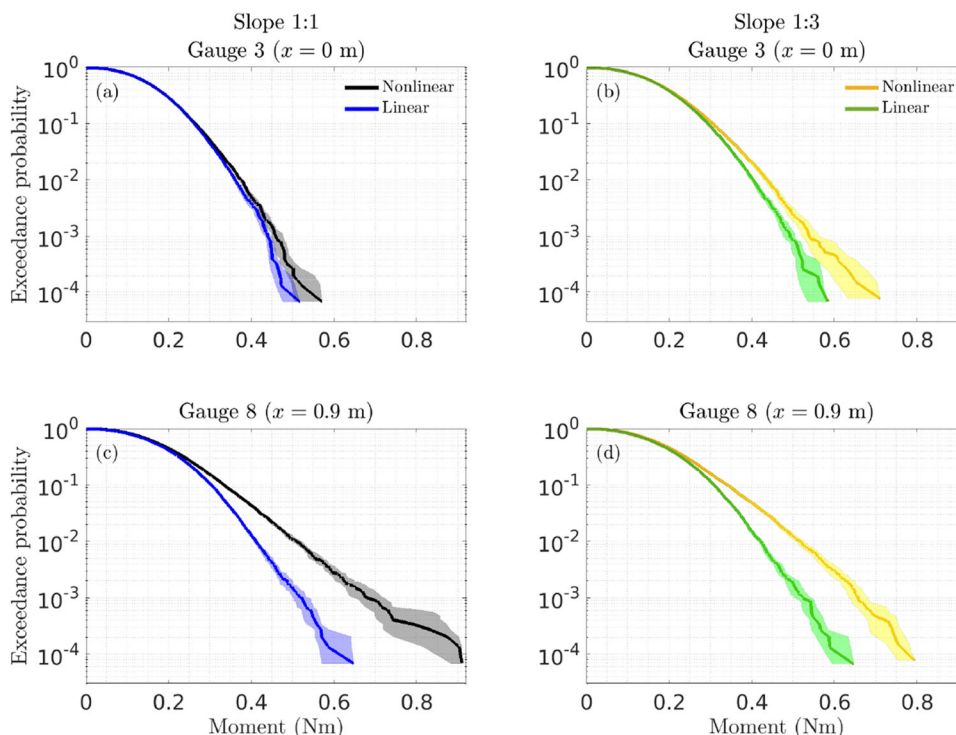 Slope 1:1
Gauge 3 (x = 0 m)
Slope 1:3
Gauge 3 (x = 0 m)
Exceedance probability
10^0
10^-1
10^-2
10^-3
10^-4
(a)
Nonlinear
Linear
0 0.2 0.4 0.6 0.8
10^0
10^-1
10^-2
10^-3
10^-4
(b)
Nonlinear
Linear
0 0.2 0.4 0.6 0.8
Gauge 8 (x = 0.9 m)
Gauge 8 (x = 0.9 m)
Exceedance probability
10^0
10^-1
10^-2
10^-3
10^-4
(c)
0 0.2 0.4 0.6 0.8
Moment (Nm)
10^0
10^-1
10^-2
10^-3
10^-4
(d)
0 0.2 0.4 0.6 0.8
Moment (Nm)